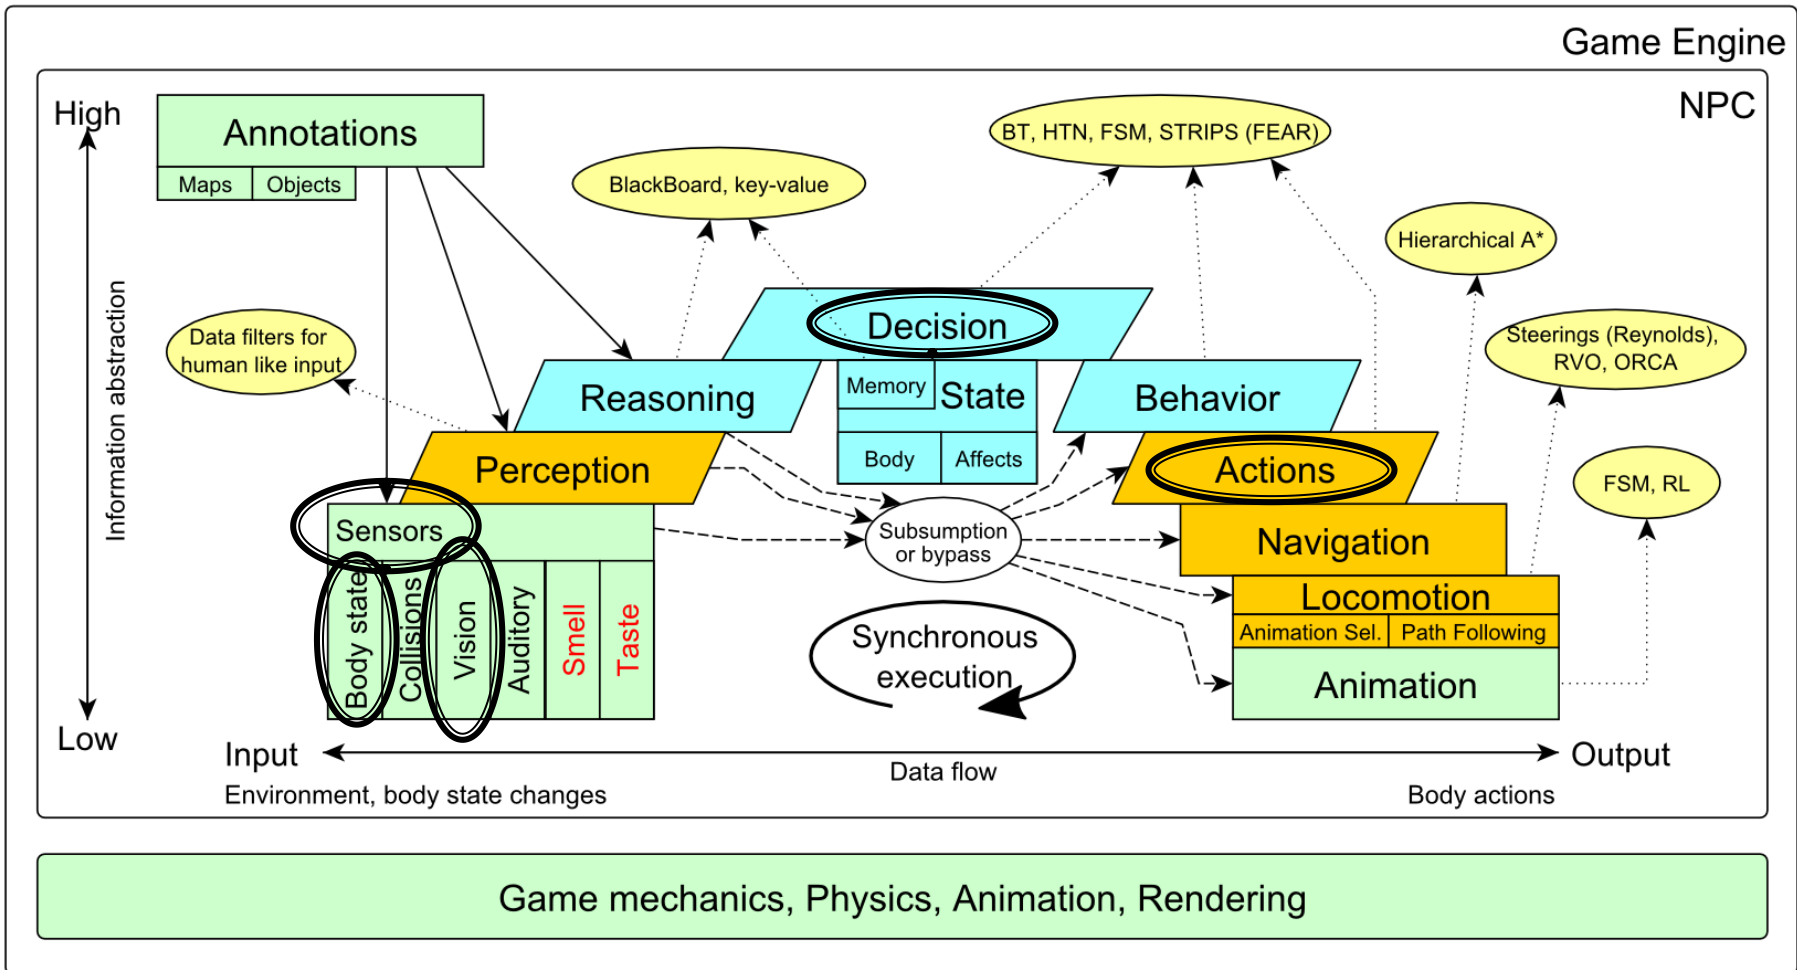 Game Engine
NPC
High
Annotations
Maps
Objects
BlackBoard, key-value
BT, HTN, FSM, STRIPS (FEAR)
Hierarchical A*
Information abstraction
Data filters for
human like input
Decision
Steerings (Reynolds),
RVO, ORCA
Reasoning
Memory
State
Behavior
Perception
Body
Affects
Actions
FSM, RL
Sensors
Subsumption
or bypass
Navigation
Body state
Collisions
Vision
Auditory
Smell
Taste
Locomotion
Animation Sel.
Path Following
Synchronous
execution
Animation
Low
Input
Data flow
Output
Environment, body state changes
Body actions
Game mechanics, Physics, Animation, Rendering